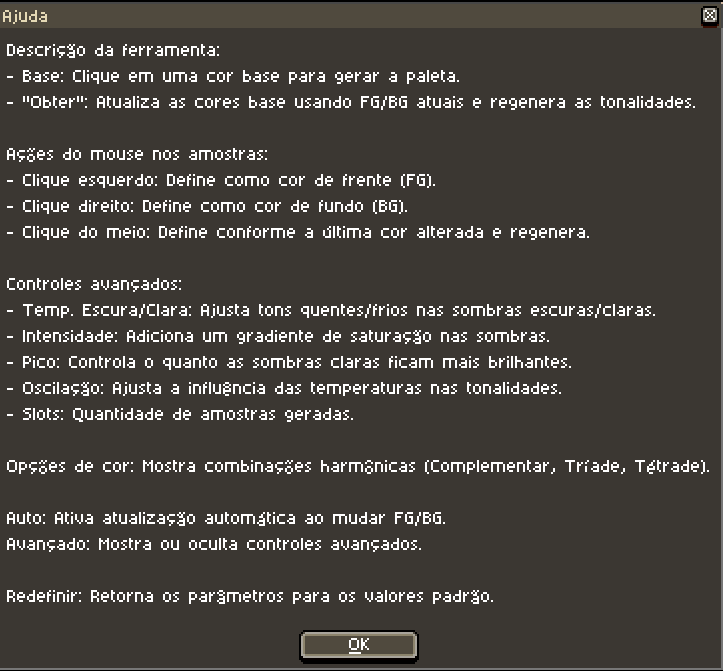 Ajuda
Descrição da ferramenta:
- Base: Clique em uma cor base para gerar a paleta.
- "Obter": Atualiza as cores base usando FG/BG atuais e regenera as tonalidades.
Ações do mouse nos amostras:
- Clique esquerdo: Define como cor de frente (FG).
- Clique direito: Define como cor de fundo (BG).
- Clique do meio: Define conforme a última cor alterada e regenera.
Controles avançados:
- Temp. Escura/Clara: Ajusta tons quentes/frios nas sombras escuras/claras.
- Intensidade: Adiciona um gradiente de saturação nas sombras.
- Pico: Controla o quanto as sombras claras ficam mais brilhantes.
- Oscilação: Ajusta a influência das temperaturas nas tonalidades.
- Slots: Quantidade de amostras geradas.
Opções de cor: Mostra combinações harmônicas (Complementar, Tríade, Tétrade).
Auto: Ativa atualização automática ao mudar FG/BG.
Avançado: Mostra ou oculta controles avançados.
Redefinir: Retorna os parâmetros para os valores padrão.
OK